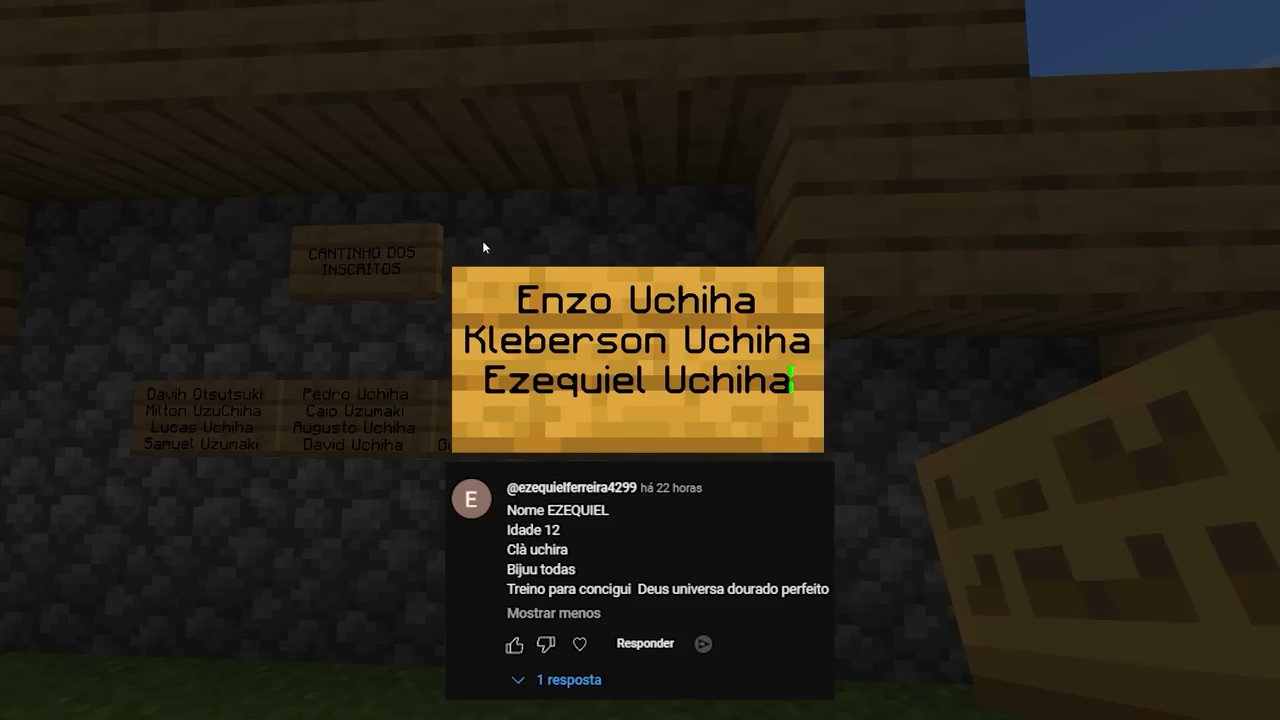 CANTINHO DOS
INSCRITOS
Enzo Uchiha
Kleberson Uchiha
Ezequiel Uchiha
Davih Otsutsuki
Milton UzuChiha
Lucas Uchiha
Samuel Uzumaki
Pedro Uchiha
Caio Uzumaki
Augusto Uchiha
David Uchiha
E
@ezequielferreira4299 há 22 horas
Nome EZEQUIEL
Idade 12
Clà uchira
Bijuu todas
Treino para concigui Deus universa dourado perfeito
Mostrar menos
Responder
1 resposta